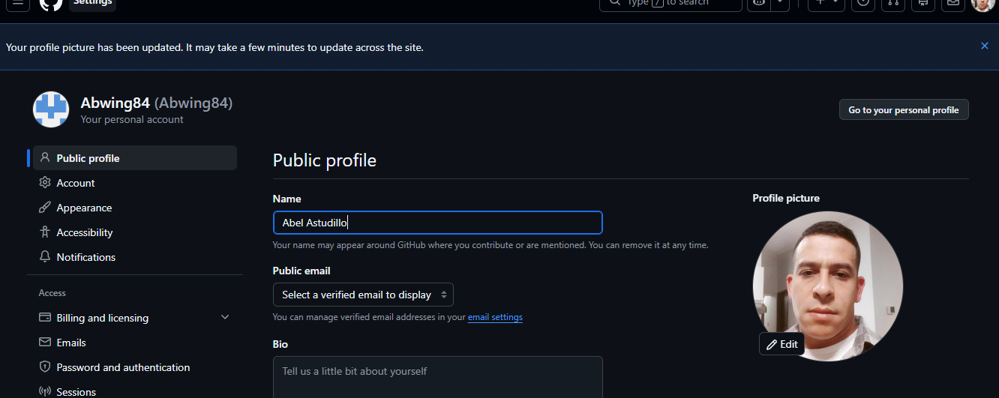 Settings
Type / to search
Your profile picture has been updated. It may take a few minutes to update across the site.
Abwing84 (Abwing84)
Your personal account
Go to your personal profile
Public profile
Account
Appearance
Accessibility
Notifications
Access
Billing and licensing
Emails
Password and authentication
Sessions
Public profile
Name
Abel Astudillo
Your name may appear around GitHub where you contribute or are mentioned. You can remove it at any time.
Public email
Select a verified email to display
You can manage verified email addresses in your email settings
Bio
Tell us a little bit about yourself
Profile picture
Edit